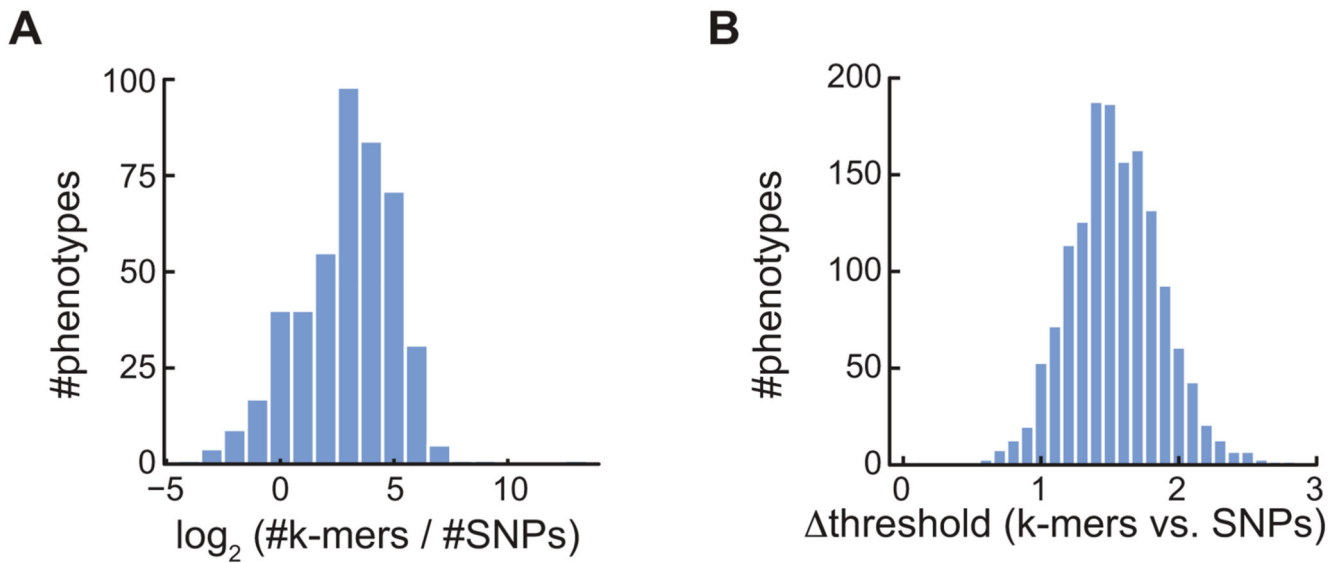 A
100
75
50
25
0
#phenotypes
−5 0 5 10
log₂ (#k-mers / #SNPs)
B
200
150
100
50
0
#phenotypes
0 1 2 3
Δthreshold (k-mers vs. SNPs)